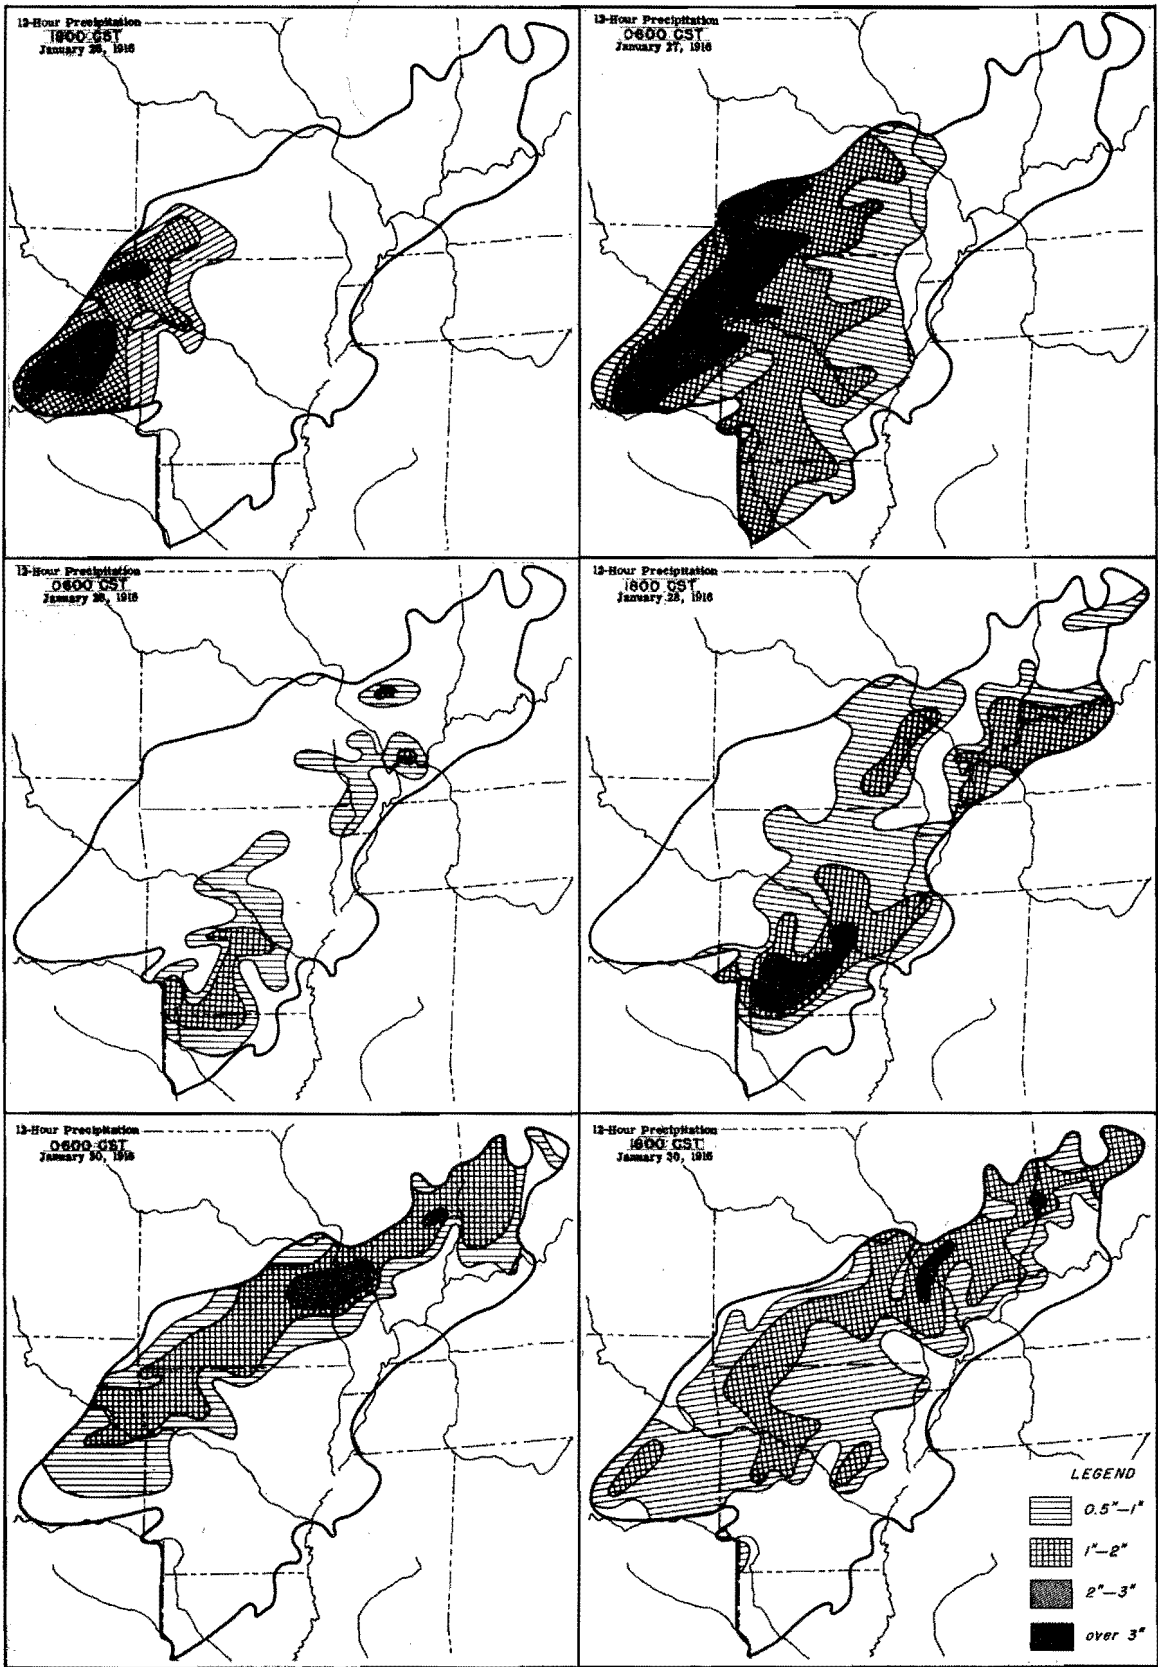 12-Hour Precipitation
1800 CST
January 26, 1916
12-Hour Precipitation
0600 CST
January 27, 1916
12-Hour Precipitation
0600 CST
January 28, 1916
12-Hour Precipitation
1800 CST
January 28, 1916
12-Hour Precipitation
0600 CST
January 30, 1916
12-Hour Precipitation
1800 CST
January 30, 1916
LEGEND
0.5"—1"
1"—2"
2"—3"
over 3"